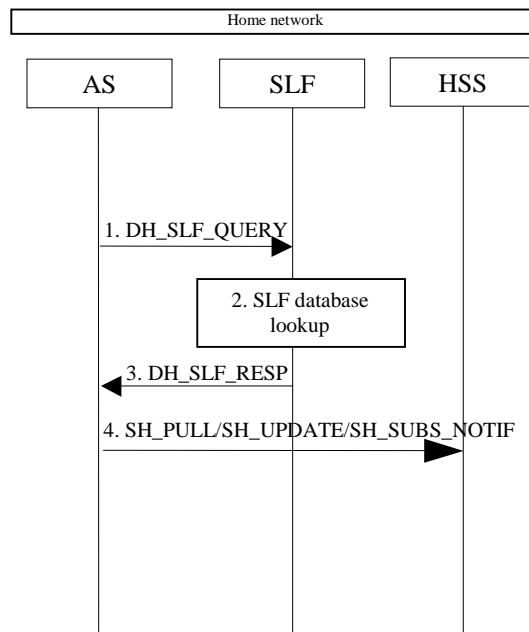 Home network
AS
SLF
HSS
1. DH_SLF_QUERY
2. SLF database
lookup
3. DH_SLF_RESP
4. SH_PULL/SH_UPDATE/SH_SUBS_NOTIF